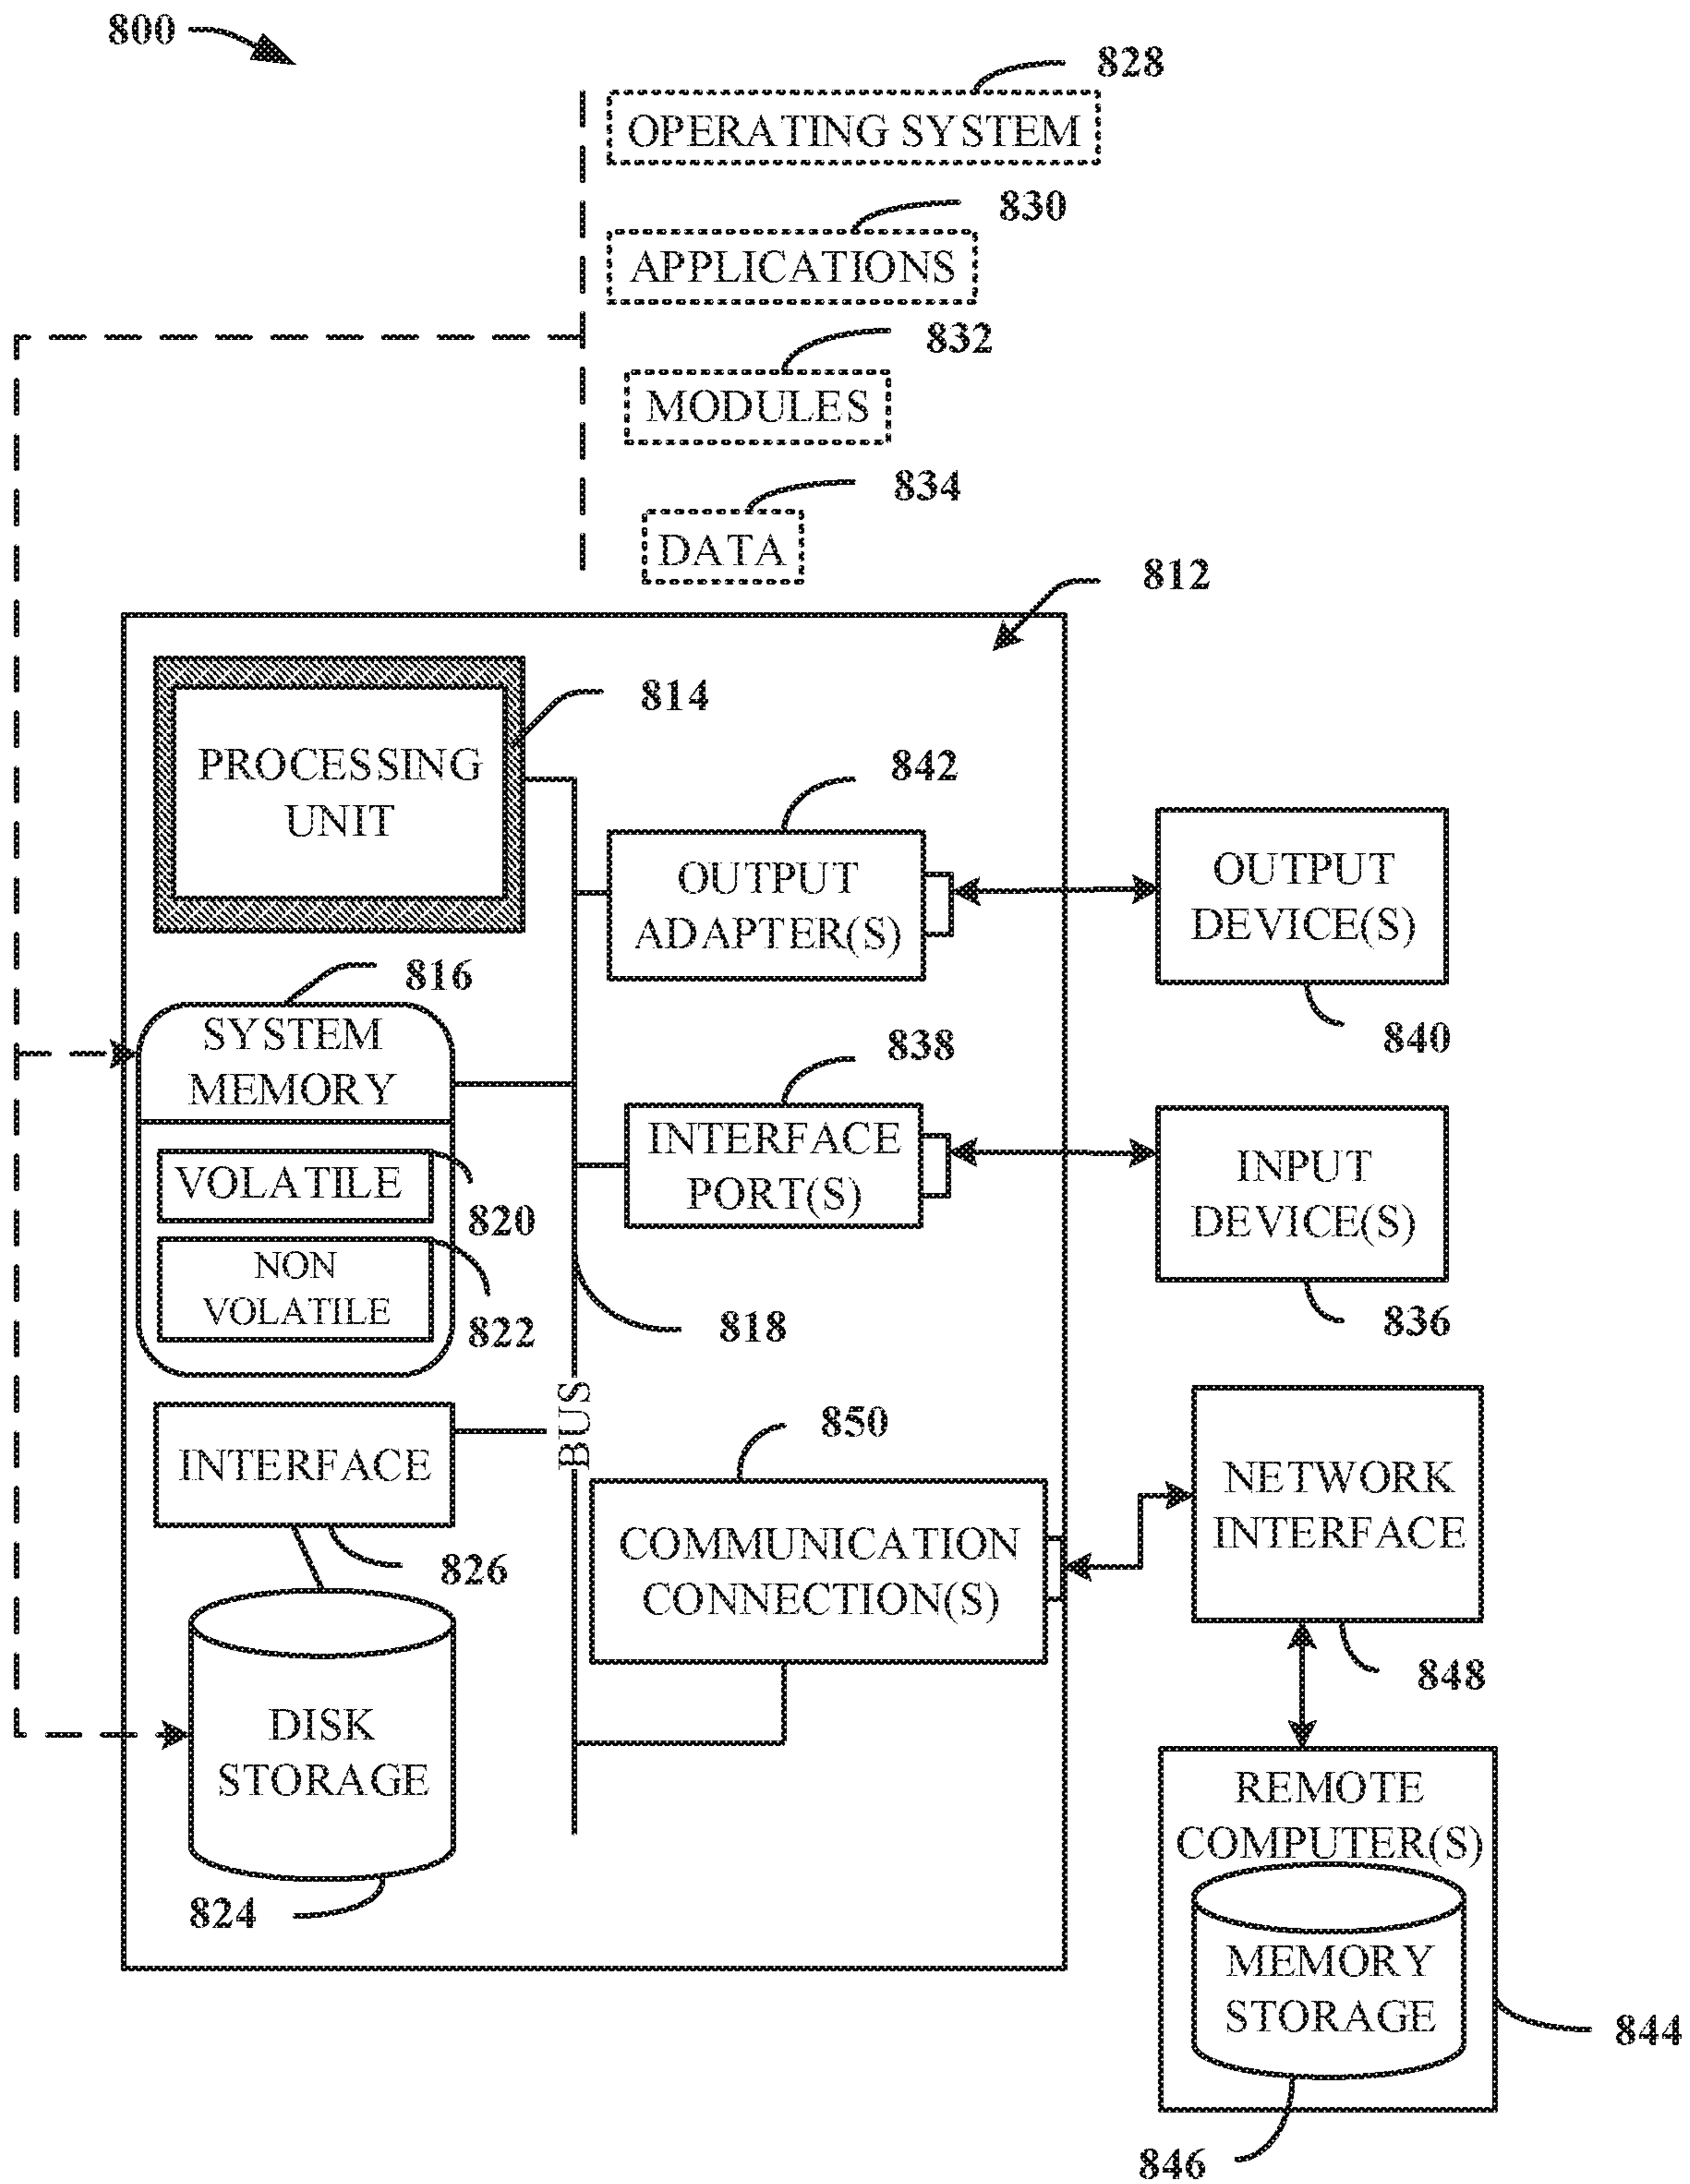 800
828
OPERATING SYSTEM
830
APPLICATIONS
832
MODULES
834
DATA
812
814
PROCESSING
UNIT
842
OUTPUT
ADAPTER(S)
OUTPUT
DEVICE(S)
840
816
SYSTEM
MEMORY
838
INTERFACE
PORT(S)
INPUT
DEVICE(S)
836
VOLATILE
820
NON
VOLATILE
822
818
BUS
INTERFACE
826
850
COMMUNICATION
CONNECTION(S)
NETWORK
INTERFACE
848
DISK
STORAGE
824
REMOTE
COMPUTER(S)
MEMORY
STORAGE
844
846